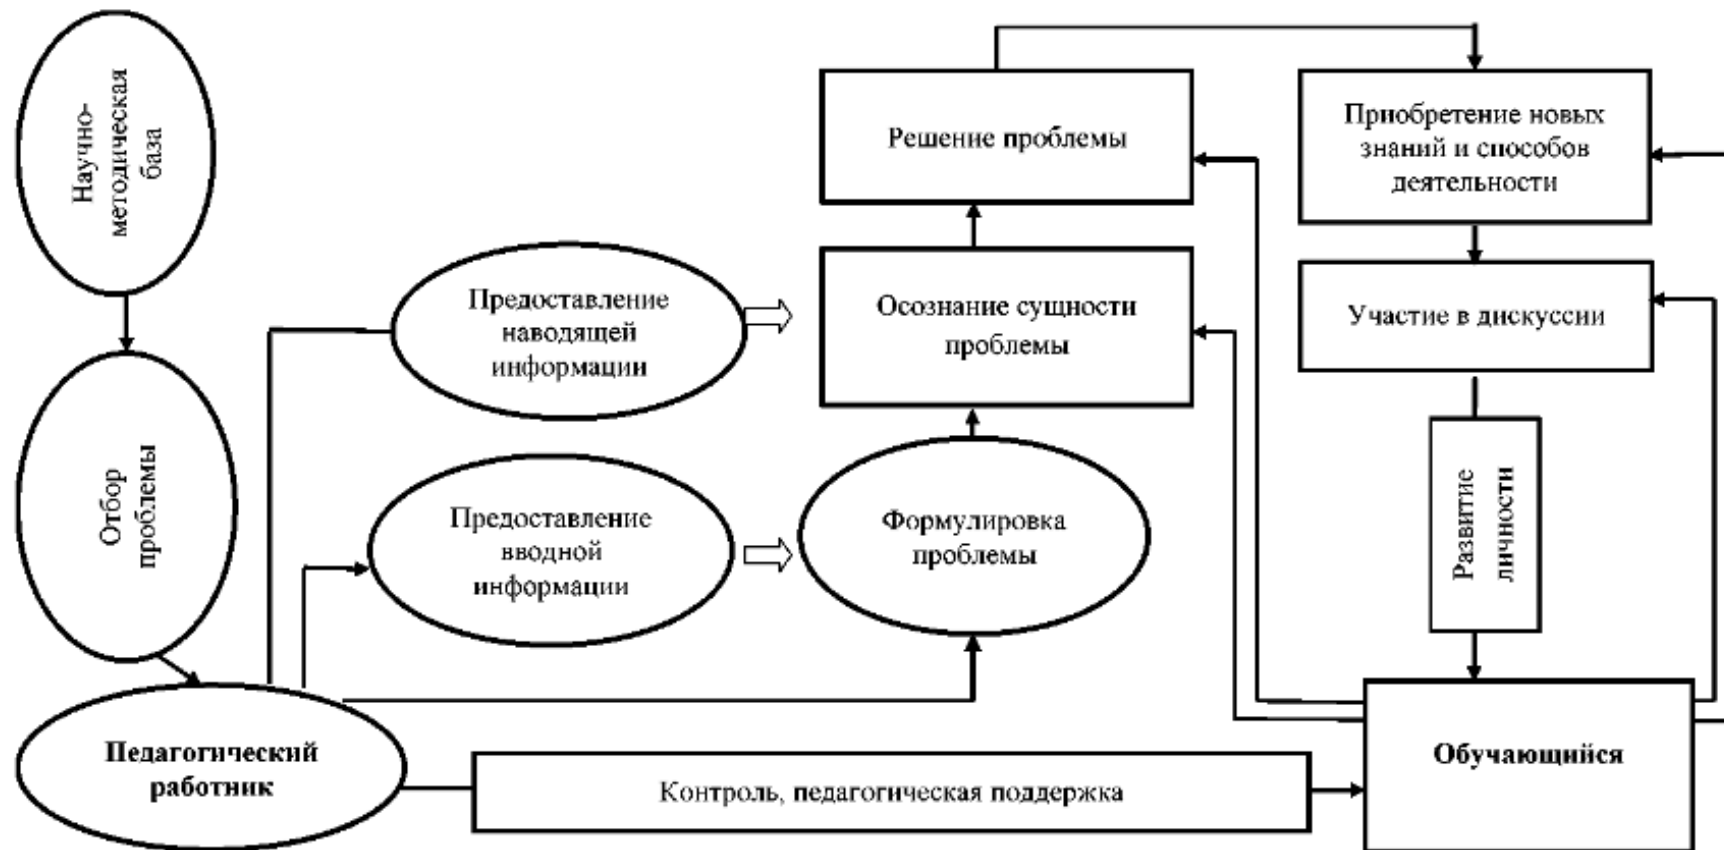 Научно-
методическая
база
Отбор
проблемы
Педагогический
работник
Предоставление
наводящей
информации
Предоставление
вводной
информации
Формулировка
проблемы
Осознание сущности
проблемы
Решение проблемы
Приобретение новых
знаний и способов
деятельности
Участие в дискуссии
Развитие
личности
Контроль, педагогическая поддержка
Обучающийся